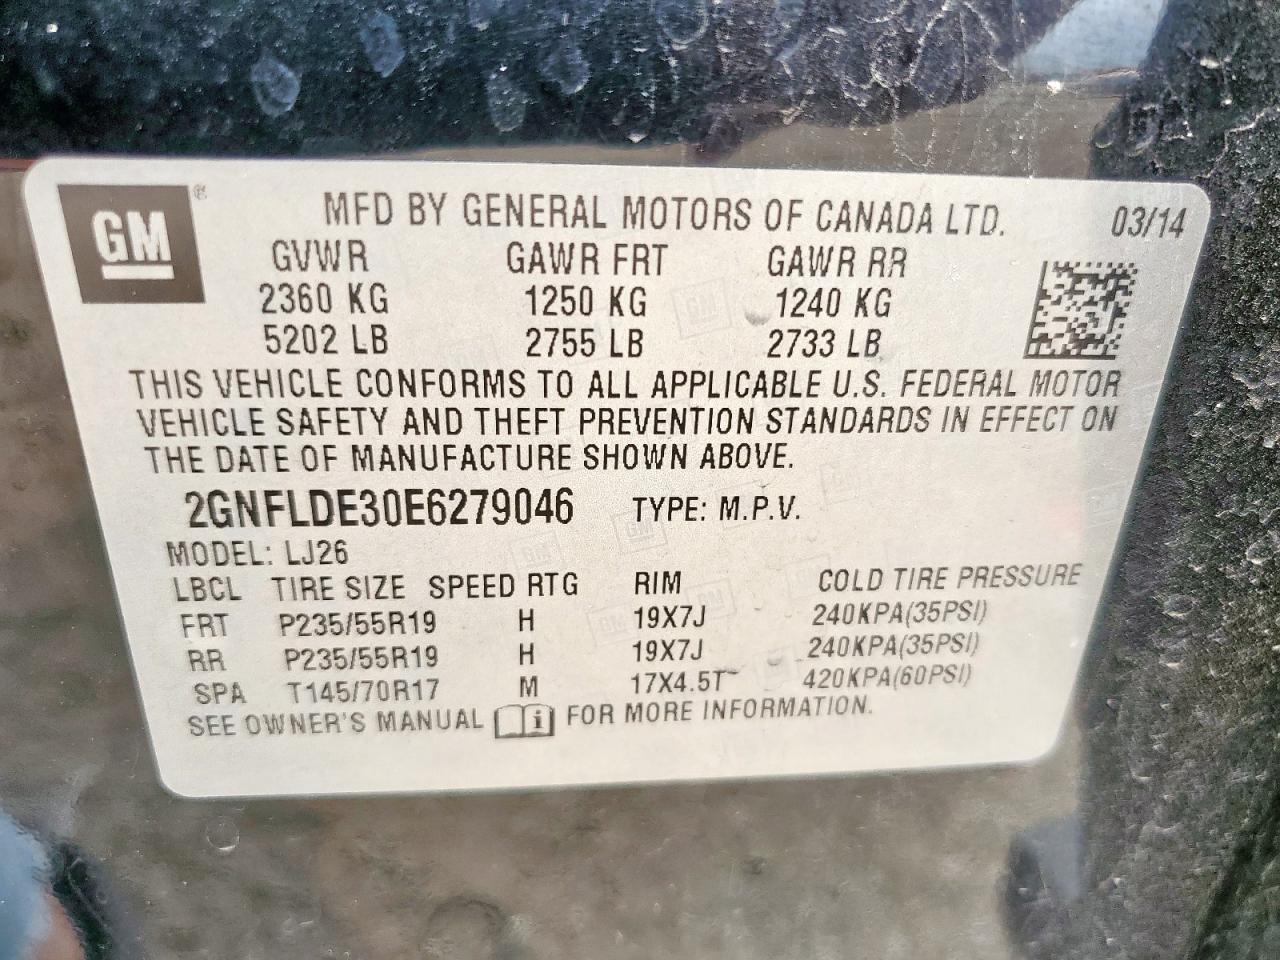 GM ® MFD BY GENERAL MOTORS OF CANADA LTD. 03/14
GVWR GAWR FRT GAWR RR
2360 KG 1250 KG 1240 KG
5202 LB 2755 LB 2733 LB
THIS VEHICLE CONFORMS TO ALL APPLICABLE U.S. FEDERAL MOTOR
VEHICLE SAFETY AND THEFT PREVENTION STANDARDS IN EFFECT ON
THE DATE OF MANUFACTURE SHOWN ABOVE.
2GNFLDE30E6279046 TYPE: M.P.V.
MODEL: LJ26
LBCL TIRE SIZE SPEED RTG RIM COLD TIRE PRESSURE
FRT P235/55R19 H 19X7J 240KPA(35PSI)
RR P235/55R19 H 19X7J 240KPA(35PSI)
SPA T145/70R17 M 17X4.5T 420KPA(60PSI)
SEE OWNER'S MANUAL i FOR MORE INFORMATION.